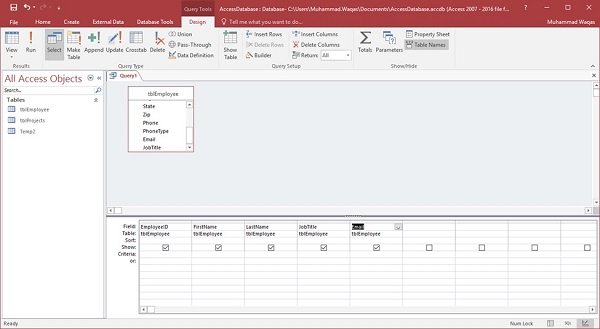 Query Tools
AccessDatabase : Database- C:\Users\Muhammad.Waqas\Documents\AccessDatabase.accdb (Access 2007 - 2016 file f...
File Home Create External Data Database Tools Design Tell me what you want to do... Muhammad Waqas
View Run Select Make Table Append Update Crosstab Delete
Union
Pass-Through
Data Definition
Show Table
Insert Rows
Delete Rows
Builder
Insert Columns
Delete Columns
Return: All
Totals Parameters
Property Sheet
Table Names
Results Query Type Query Setup Show/Hide
All Access Objects
Search...
Tables
tblEmployee
tblProjects
Temp2
Query1
tblEmployee
State
Zip
Phone
PhoneType
Email
JobTitle
Field: EmployeeID FirstName LastName JobTitle Email
Table: tblEmployee tblEmployee tblEmployee tblEmployee tblEmployee
Sort:
Show:
Criteria:
or:
Ready Num Lock